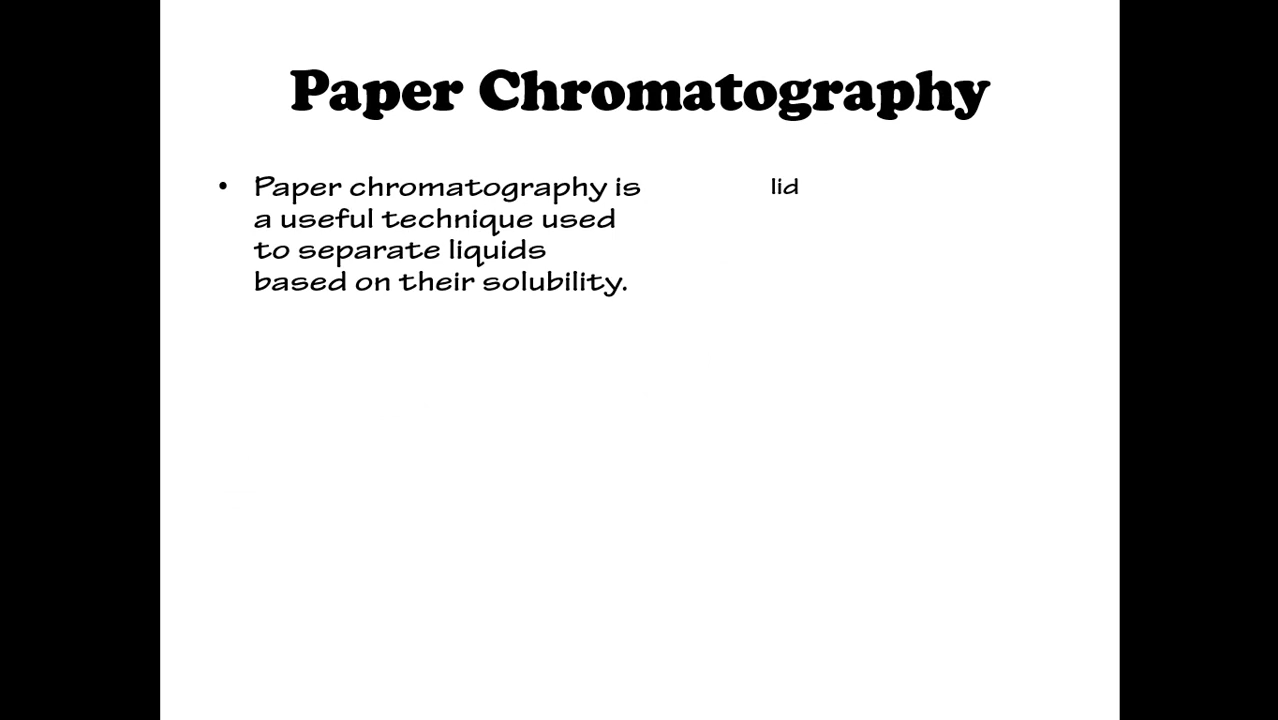 Paper Chromatography
• Paper chromatography is
a useful technique used
to separate liquids
based on their solubility.
lid